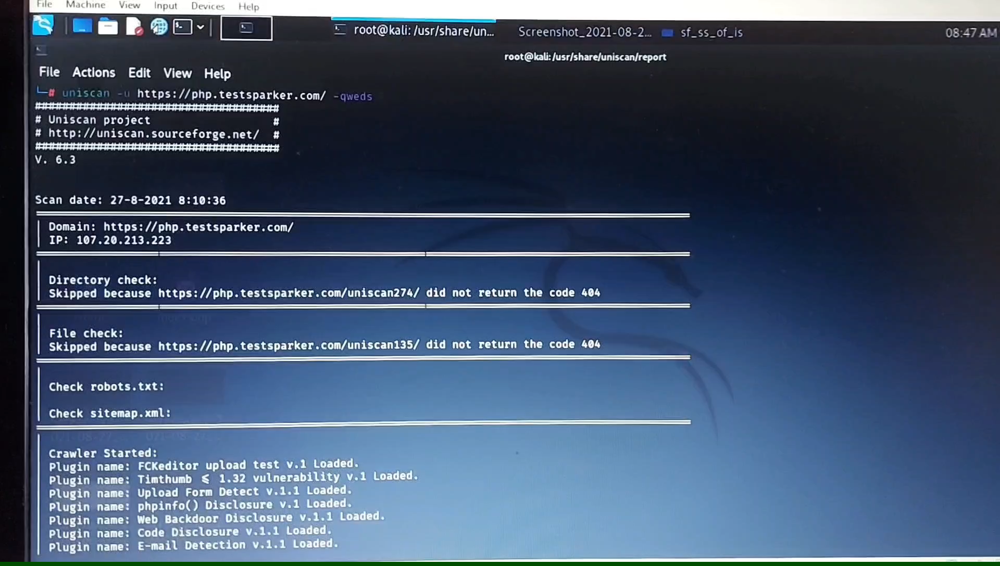 File Machine View Input Devices Help
root@kali: /usr/share/un... Screenshot_2021-08-2... sf_ss_of_is 08:47 AM
root@kali:/usr/share/uniscan/report
File Actions Edit View Help
└─# uniscan -u https://php.testsparker.com/ -qweds
####################################
# Uniscan project #
# http://uniscan.sourceforge.net/ #
####################################
V. 6.3
Scan date: 27-8-2021 8:10:36
Domain: https://php.testsparker.com/
IP: 107.20.213.223
Directory check:
Skipped because https://php.testsparker.com/uniscan274/ did not return the code 404
File check:
Skipped because https://php.testsparker.com/uniscan135/ did not return the code 404
Check robots.txt:
Check sitemap.xml:
Crawler Started:
Plugin name: FCKeditor upload test v.1 Loaded.
Plugin name: Timthumb ≤ 1.32 vulnerability v.1 Loaded.
Plugin name: Upload Form Detect v.1.1 Loaded.
Plugin name: phpinfo() Disclosure v.1 Loaded.
Plugin name: Web Backdoor Disclosure v.1.1 Loaded.
Plugin name: Code Disclosure v.1.1 Loaded.
Plugin name: E-mail Detection v.1.1 Loaded.